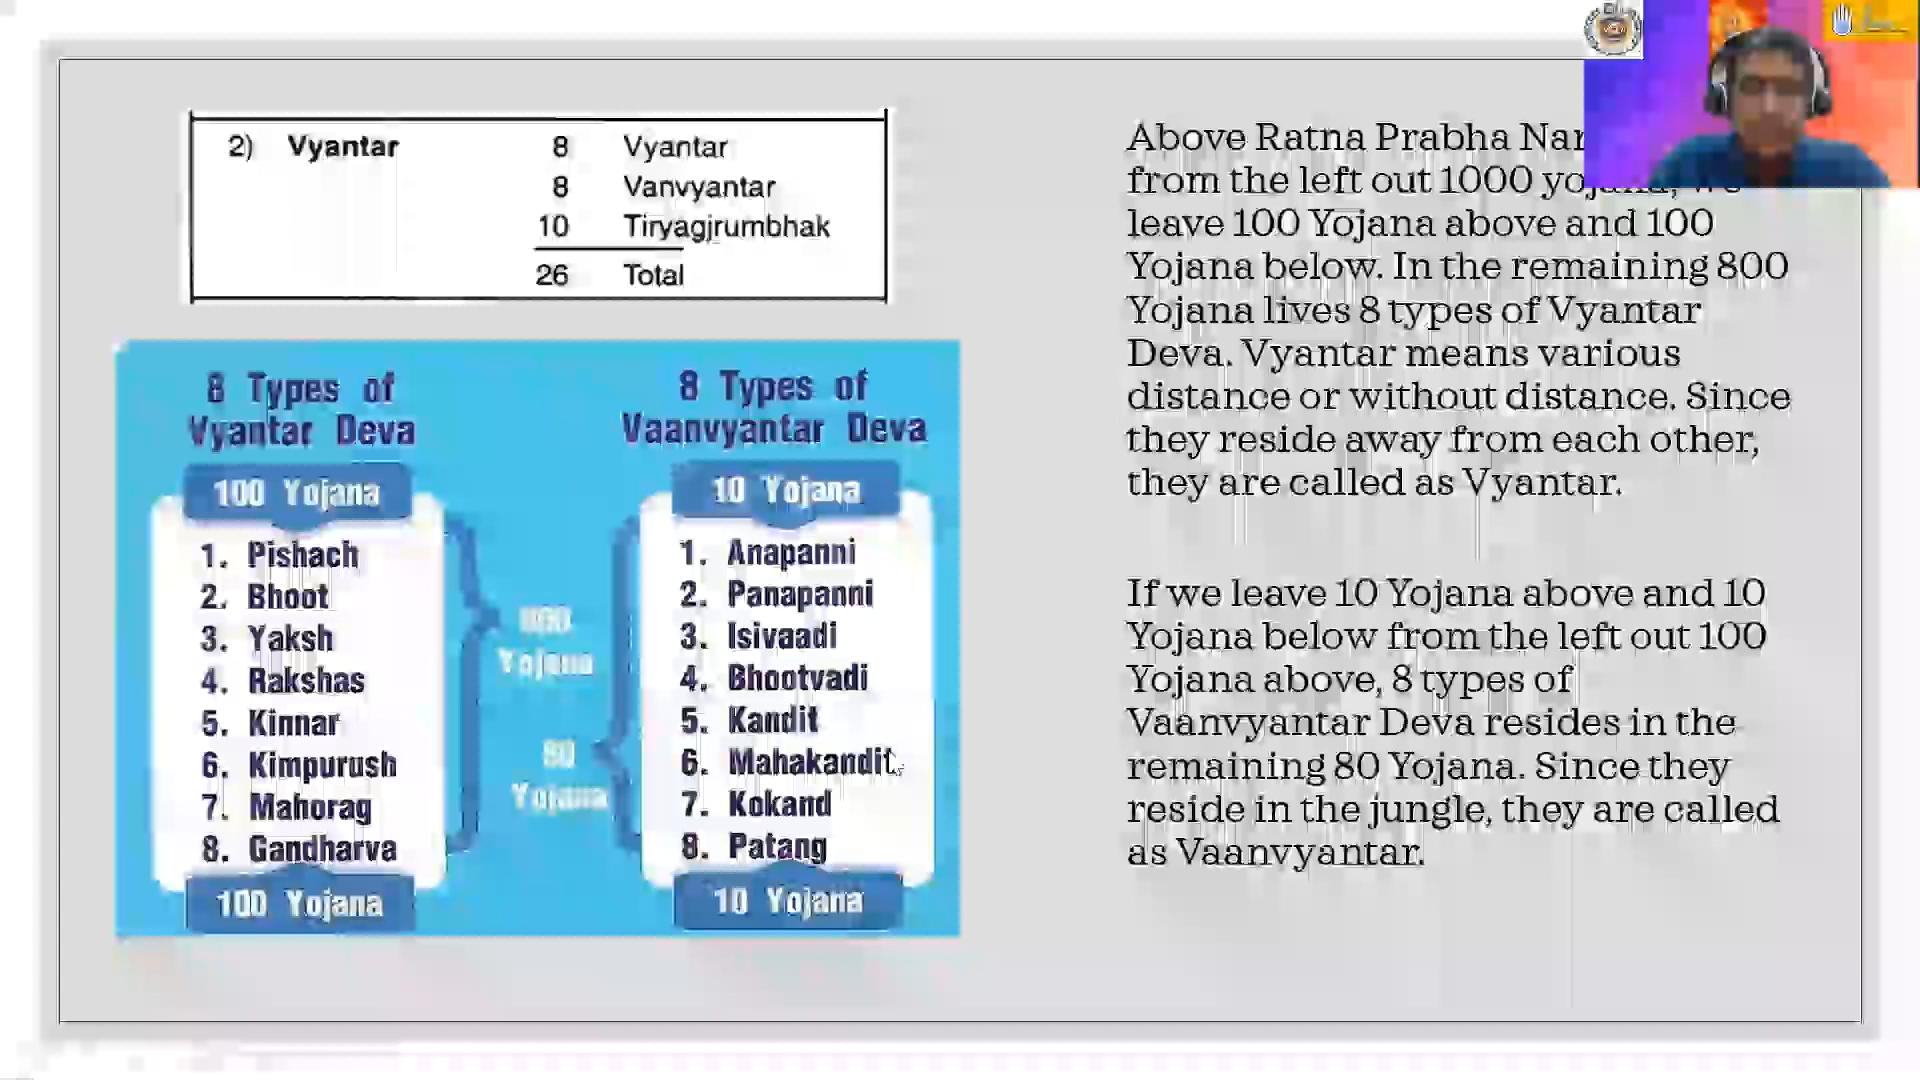 2) Vyantar 8 Vyantar
8 Vanvyantar
10 Tiryagjrumbhak
26 Total
8 Types of
Vyantar Deva
100 Yojana
1. Pishach
2. Bhoot
3. Yaksh
4. Rakshas
5. Kinnar
6. Kimpurush
7. Mahorag
8. Gandharva
100 Yojana
800
Yojana
80
Yojana
8 Types of
Vaanvyantar Deva
10 Yojana
1. Anapanni
2. Panapanni
3. Isivaadi
4. Bhootvadi
5. Kandit
6. Mahakandit
7. Kokand
8. Patang
10 Yojana
Above Ratna Prabha
from the left out 1000
leave 100 Yojana above and 100
Yojana below. In the remaining 800
Yojana lives 8 types of Vyantar
Deva. Vyantar means various
distance or without distance. Since
they reside away from each other,
they are called as Vyantar.
If we leave 10 Yojana above and 10
Yojana below from the left out 100
Yojana above, 8 types of
Vaanvyantar Deva resides in the
remaining 80 Yojana. Since they
reside in the jungle, they are called
as Vaanvyantar.